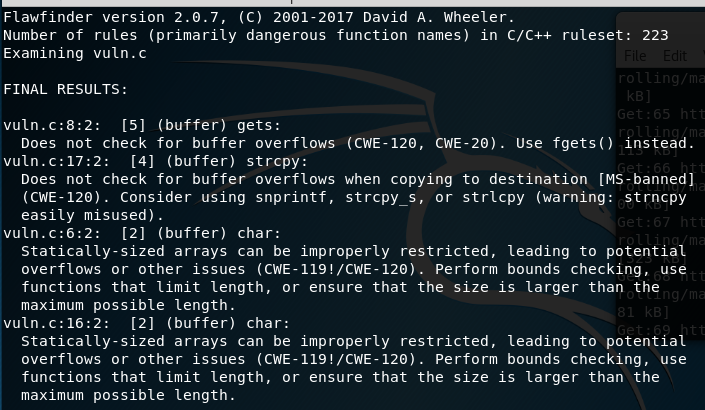 Flawfinder version 2.0.7, (C) 2001-2017 David A. Wheeler.
Number of rules (primarily dangerous function names) in C/C++ ruleset: 223
Examining vuln.c
FINAL RESULTS:
vuln.c:8:2:  [5] (buffer) gets:
  Does not check for buffer overflows (CWE-120, CWE-20). Use fgets() instead.
vuln.c:17:2:  [4] (buffer) strcpy:
  Does not check for buffer overflows when copying to destination [MS-banned]
  (CWE-120). Consider using snprintf, strcpy_s, or strlcpy (warning: strncpy
  easily misused).
vuln.c:6:2:  [2] (buffer) char:
  Statically-sized arrays can be improperly restricted, leading to potential
  overflows or other issues (CWE-119!/CWE-120). Perform bounds checking, use
  functions that limit length, or ensure that the size is larger than the
  maximum possible length.
vuln.c:16:2:  [2] (buffer) char:
  Statically-sized arrays can be improperly restricted, leading to potential
  overflows or other issues (CWE-119!/CWE-120). Perform bounds checking, use
  functions that limit length, or ensure that the size is larger than the
  maximum possible length.
File Edit
rolling/ma
kB]
Get:65 htt
rolling/ma
Get:66 htt
Get:67 htt
rolling/ma
rolling/ma
81 kB]
Get:69 htt